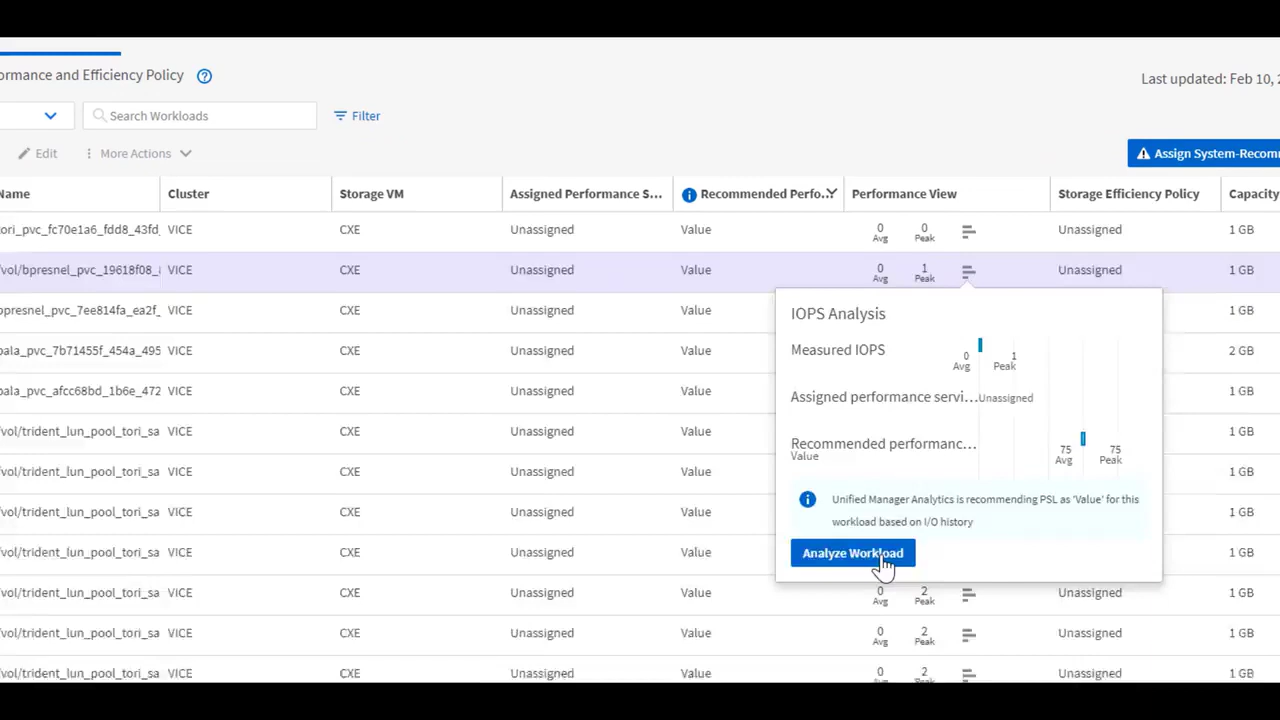 ormance and Efficiency Policy
Last updated: Feb 10, 2
Search Workloads
Filter
Edit
More Actions
Assign System-Recom
Name Cluster Storage VM Assigned Performance S... Recommended Perfo... Performance View Storage Efficiency Policy Capacity
tori_pvc_fc70e1a6_fdd8_43fd_ VICE CXE Unassigned Value 0 Avg 0 Peak Unassigned 1 GB
/vol/bpresnel_pvc_19618f08_ VICE CXE Unassigned Value 0 Avg 1 Peak Unassigned 1 GB
bpresnel_pvc_7ee814fa_ea2f_ VICE CXE Unassigned Value 1 GB
bala_pvc_7b71455f_454a_495 VICE CXE Unassigned Value 2 GB
bala_pvc_afcc68bd_1b6e_472 VICE CXE Unassigned Value 1 GB
/vol/trident_lun_pool_tori_sa VICE CXE Unassigned Value 1 GB
/vol/trident_lun_pool_tori_sa VICE CXE Unassigned Value 1 GB
/vol/trident_lun_pool_tori_sa VICE CXE Unassigned Value 1 GB
/vol/trident_lun_pool_tori_sa VICE CXE Unassigned Value 1 GB
/vol/trident_lun_pool_tori_sa VICE CXE Unassigned Value 0 Avg 2 Peak Unassigned 1 GB
/vol/trident_lun_pool_tori_sa VICE CXE Unassigned Value 0 Avg 2 Peak Unassigned 1 GB
/vol/trident_lun_pool_tori_sa VICE CXE Unassigned Value 0 Avg 2 Peak Unassigned 1 GB
IOPS Analysis
Measured IOPS 0 Avg 1 Peak
Assigned performance servi... Unassigned
Recommended performanc... 75 Avg 75 Peak
Value
Unified Manager Analytics is recommending PSL as 'Value' for this
workload based on I/O history
Analyze Workload